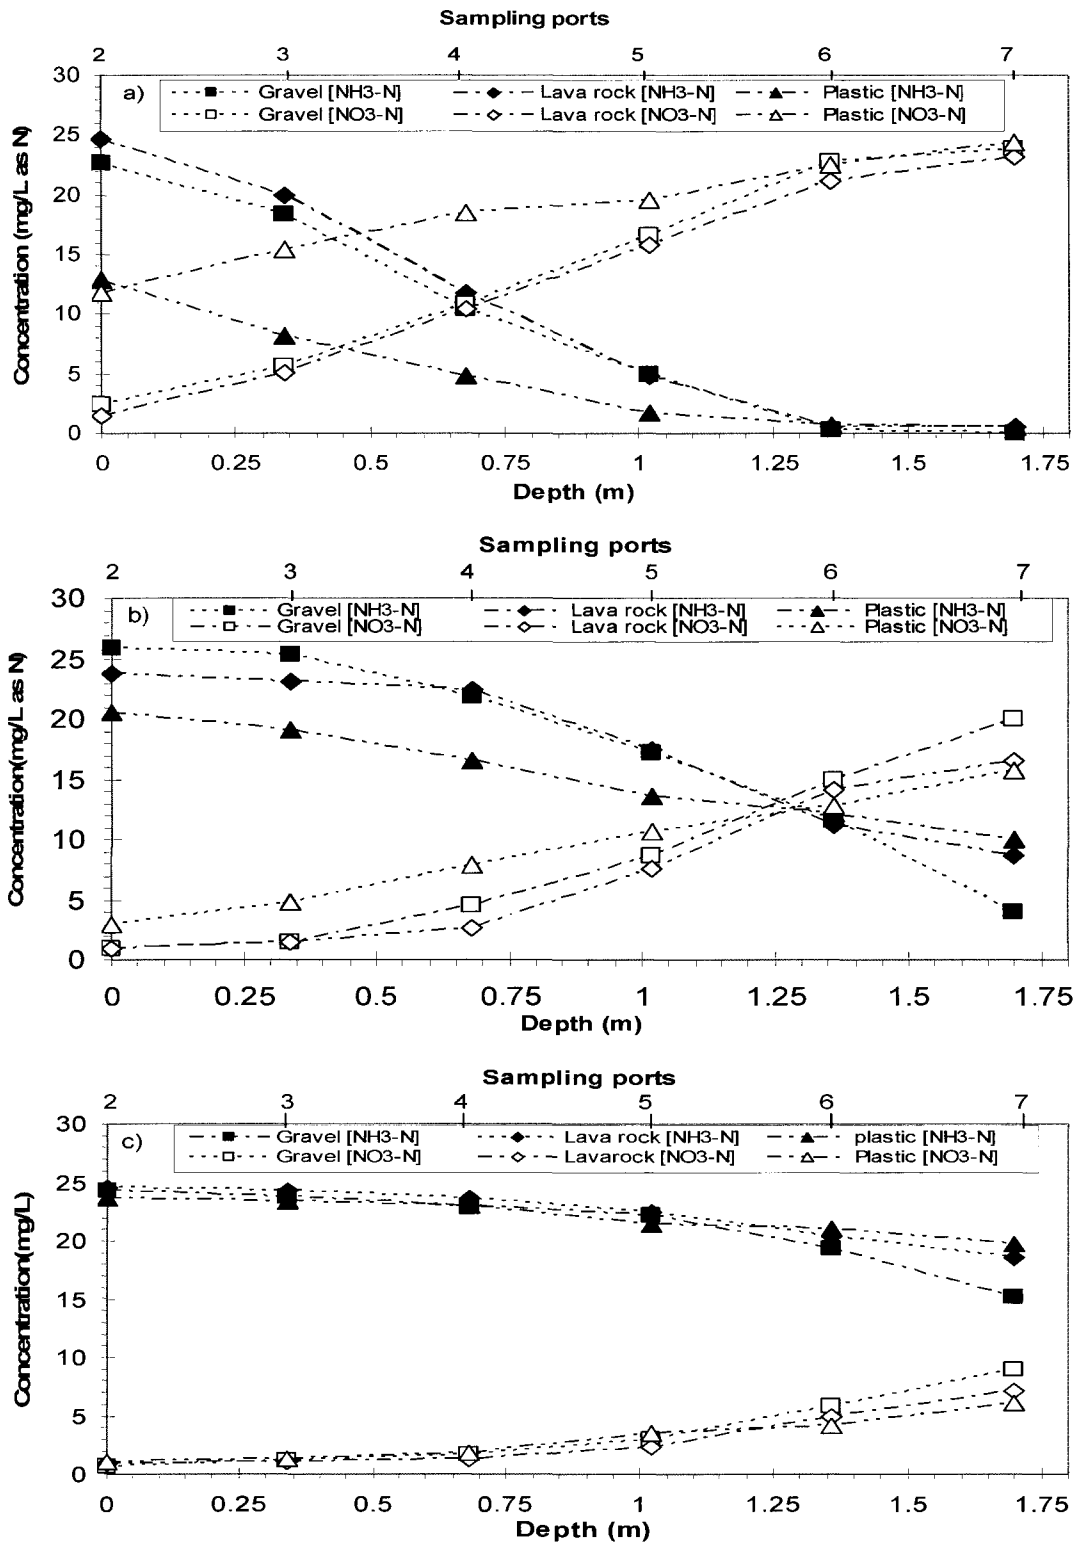 Sampling ports
2 3 4 5 6 7
a)
Gravel [NH3-N] Lava rock [NH3-N] Plastic [NH3-N]
Gravel [NO3-N] Lava rock [NO3-N] Plastic [NO3-N]
Concentration (mg/L as N)
30
25
20
15
10
5
0
0 0.25 0.5 0.75 1 1.25 1.5 1.75
Depth (m)
Sampling ports
2 3 4 5 6 7
b)
Gravel [NH3-N] Lava rock [NH3-N] Plastic [NH3-N]
Gravel [NO3-N] Lava rock [NO3-N] Plastic [NO3-N]
Concentration(mg/L as N)
30
25
20
15
10
5
0
0 0.25 0.5 0.75 1 1.25 1.5 1.75
Depth (m)
Sampling ports
2 3 4 5 6 7
c)
Gravel [NH3-N] Lava rock [NH3-N] plastic [NH3-N]
Gravel [NO3-N] Lavarock [NO3-N] Plastic [NO3-N]
Concentration(mg/L)
30
25
20
15
10
5
0
0 0.25 0.5 0.75 1 1.25 1.5 1.75
Depth (m)